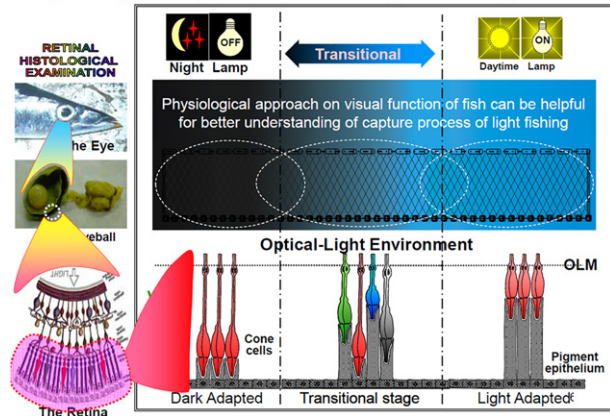 RETINAL
HISTOLOGICAL
EXAMINATION
he Eye
eball
LIGHT
The Retina
OFF
Night Lamp
Transitional
ON
Daytime Lamp
Physiological approach on visual function of fish can be helpful
for better understanding of capture process of light fishing
Optical-Light Environment
OLM
Cone
cells
Pigment
epithelium
Dark Adapted
Transitional stage
Light Adapted